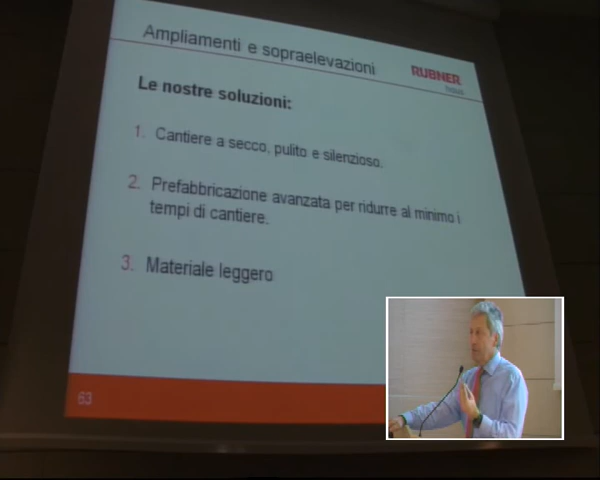 Ampliamenti e sopraelevazioni
RUBNER
haus
Le nostre soluzioni:
1. Cantiere a secco, pulito e silenzioso.
2. Prefabbricazione avanzata per ridurre al minimo i
tempi di cantiere.
3. Materiale leggero
63